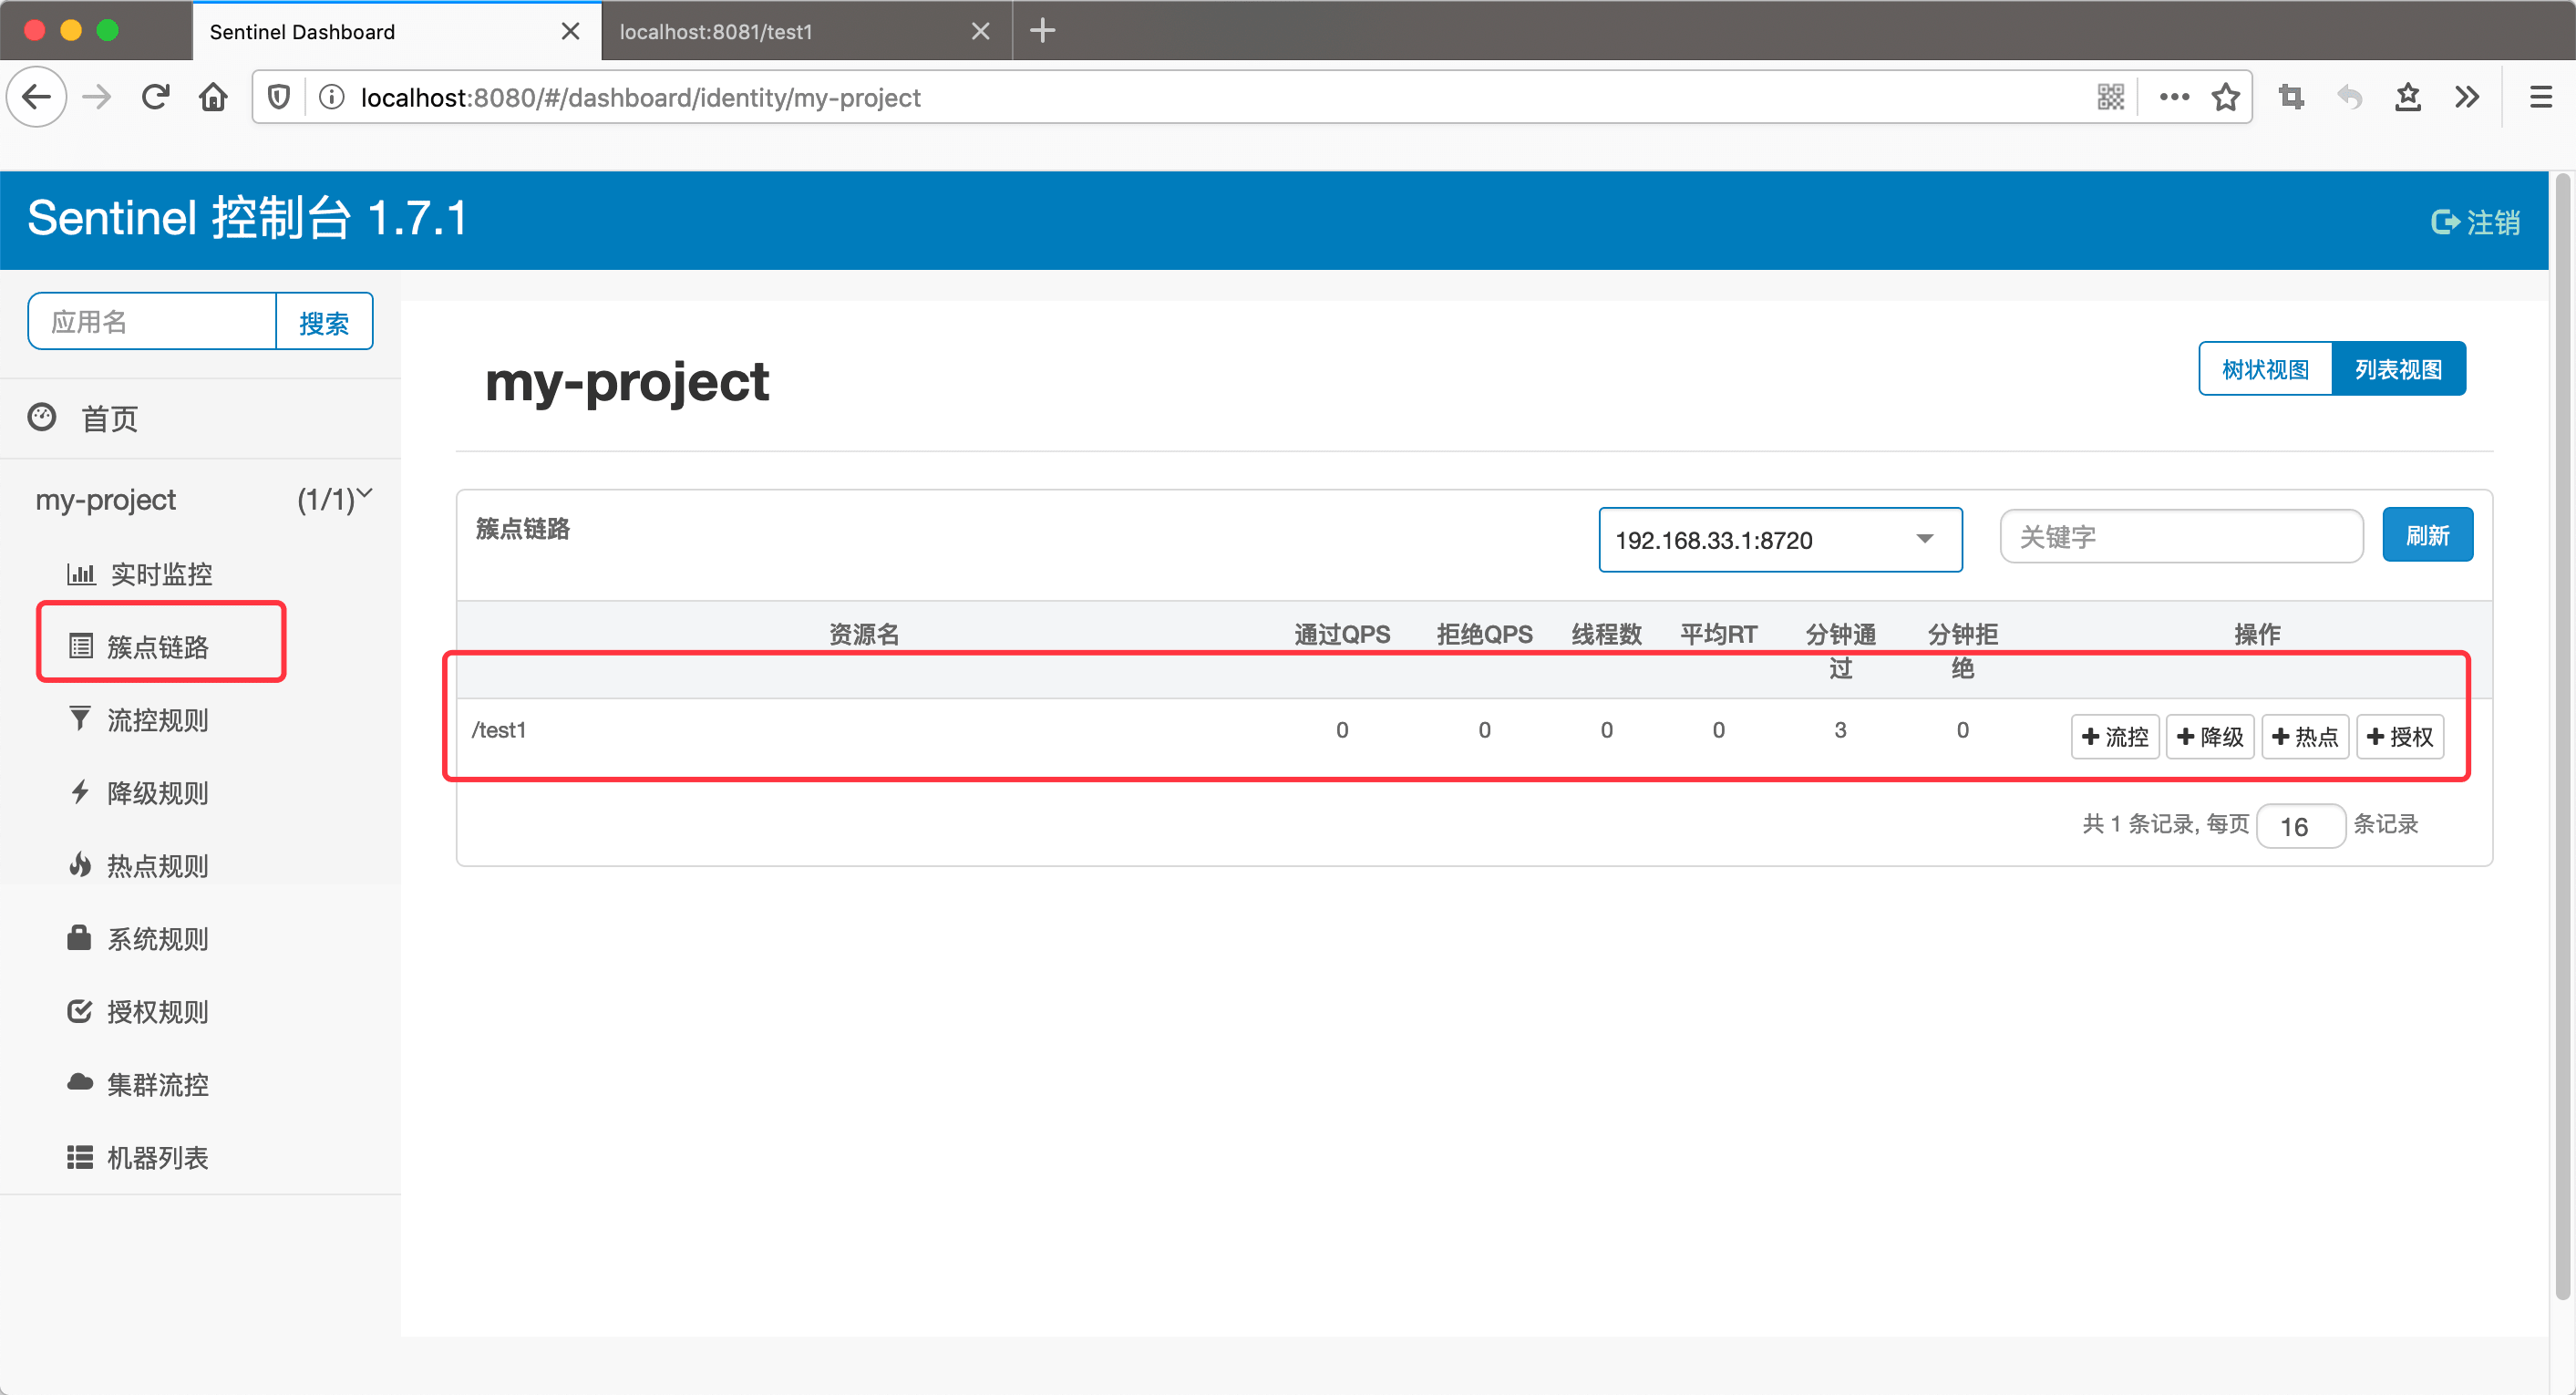 Sentinel Dashboard
localhost:8081/test1
localhost:8080/#/dashboard/identity/my-project
Sentinel 控制台 1.7.1
注销
应用名
搜索
首页
my-project (1/1)
实时监控
簇点链路
流控规则
降级规则
热点规则
系统规则
授权规则
集群流控
机器列表
my-project
树状视图 列表视图
簇点链路
192.168.33.1:8720
关键字
刷新
资源名 通过QPS 拒绝QPS 线程数 平均RT 分钟通过 分钟拒绝 操作
/test1 0 0 0 0 3 0 流控 降级 热点 授权
共 1 条记录, 每页 16 条记录